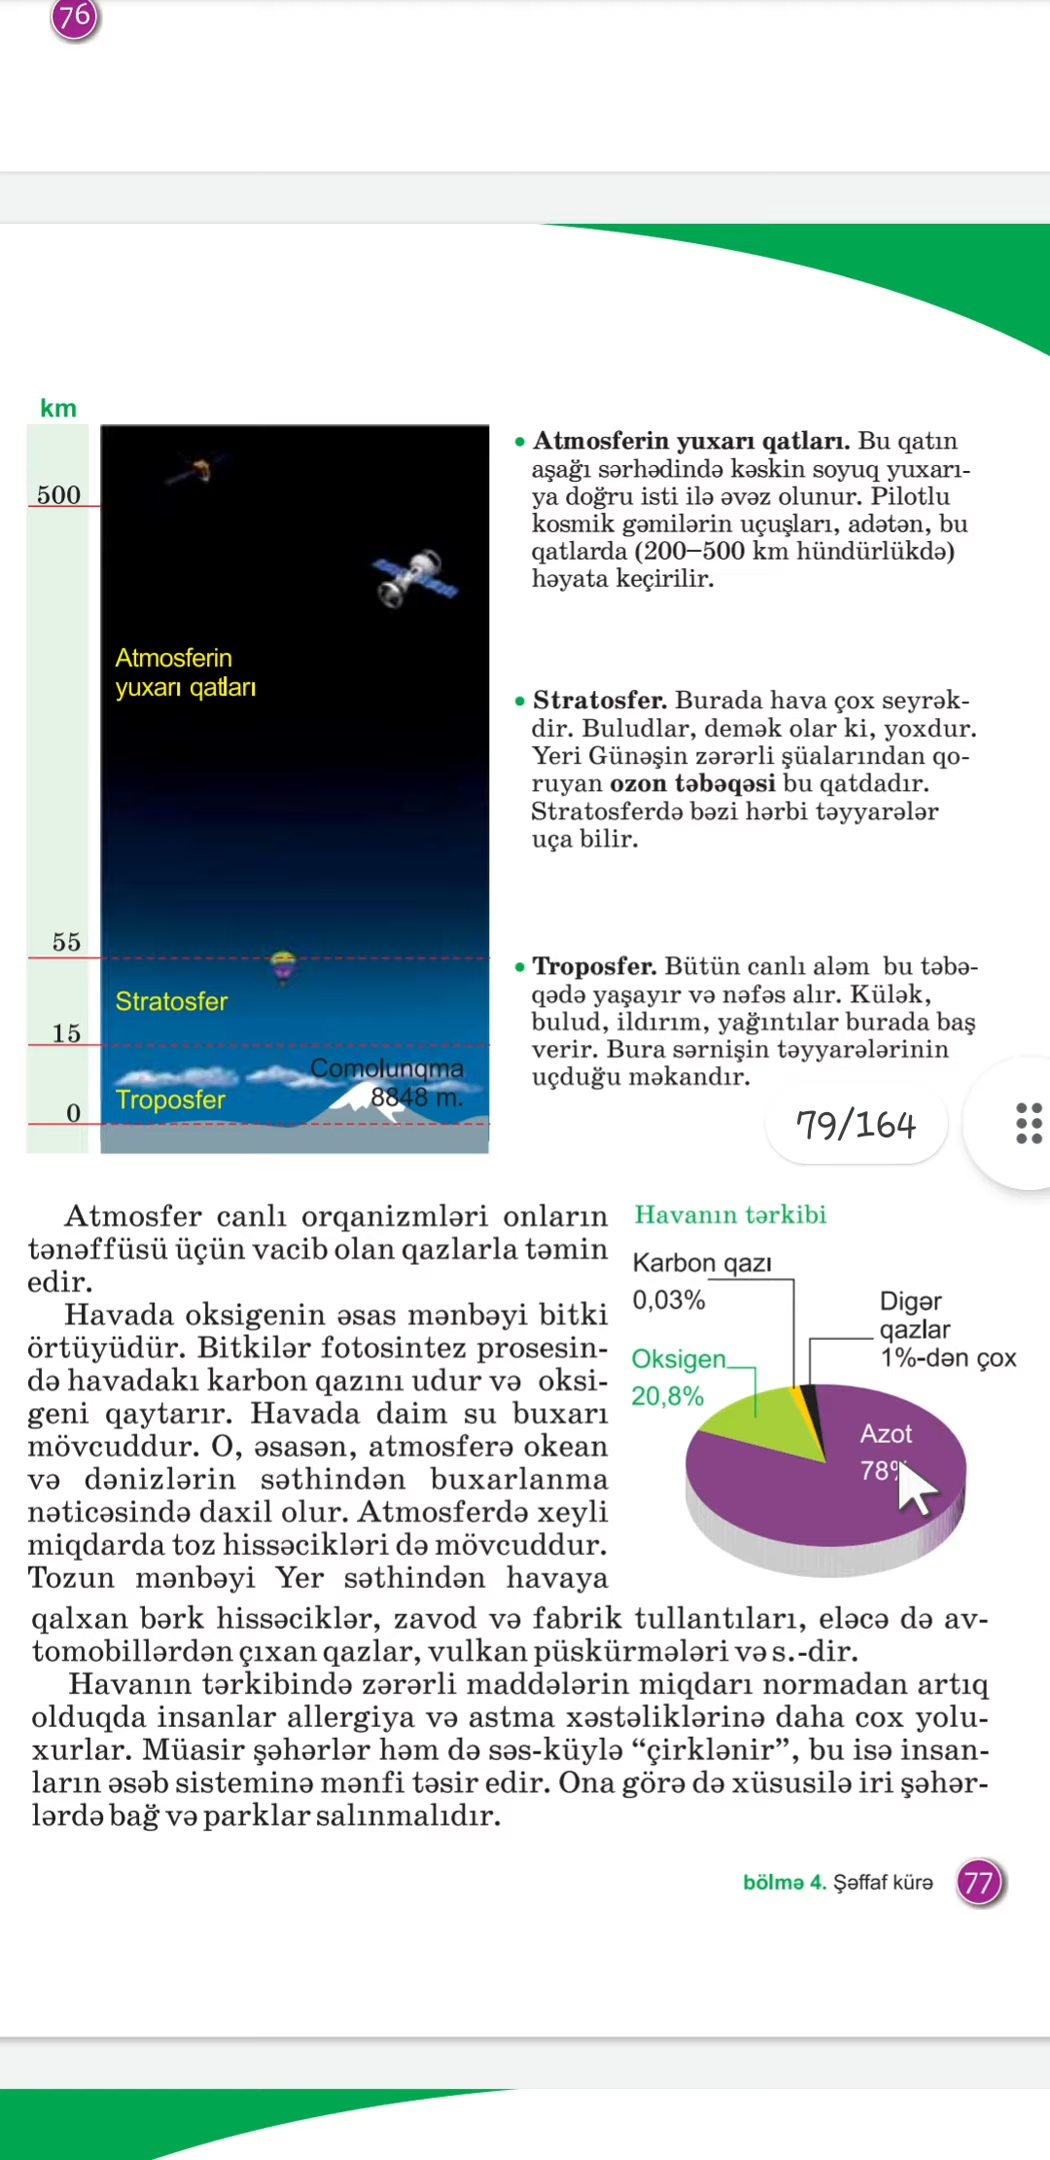 76
km
500
55
15
0
Atmosferin
yuxarı qatları
Stratosfer
Troposfer
Comolunqma
8848 m.
• Atmosferin yuxarı qatları. Bu qatın
aşağı sərhədində kəskin soyuq yuxarı-
ya doğru isti ilə əvəz olunur. Pilotlu
kosmik gəmilərin uçuşları, adətən, bu
qatlarda (200–500 km hündürlükdə)
həyata keçirilir.
• Stratosfer. Burada hava çox seyrək-
dir. Buludlar, demək olar ki, yoxdur.
Yeri Günəşin zərərli şüalarından qo-
ruyan ozon təbəqəsi bu qatdadır.
Stratosferdə bəzi hərbi təyyarələr
uça bilir.
• Troposfer. Bütün canlı aləm bu təbə-
qədə yaşayır və nəfəs alır. Külək,
bulud, ildırım, yağıntılar burada baş
verir. Bura sərnişin təyyarələrinin
uçduğu məkandır.
79/164
Atmosfer canlı orqanizmləri onların
tənəffüsü üçün vacib olan qazlarla təmin
edir.
Havada oksigenin əsas mənbəyi bitki
örtüyüdür. Bitkilər fotosintez prosesin-
də havadakı karbon qazını udur və oksi-
geni qaytarır. Havada daim su buxarı
mövcuddur. O, əsasən, atmosferə okean
və dənizlərin səthindən buxarlanma
nəticəsində daxil olur. Atmosferdə xeyli
miqdarda toz hissəcikləri də mövcuddur.
Tozun mənbəyi Yer səthindən havaya
qalxan bərk hissəciklər, zavod və fabrik tullantıları, eləcə də av-
tomobillərdən çıxan qazlar, vulkan püskürmələri və s.-dir.
Havanın tərkibində zərərli maddələrin miqdarı normadan artıq
olduqda insanlar allergiya və astma xəstəliklərinə daha cox yolu-
xurlar. Müasir şəhərlər həm də səs-küylə “çirklənir”, bu isə insan-
ların əsəb sisteminə mənfi təsir edir. Ona görə də xüsusilə iri şəhər-
lərdə bağ və parklar salınmalıdır.
Havanın tərkibi
Karbon qazı
0,03%
Digər
qazlar
1%-dən çox
Oksigen
20,8%
Azot
78%
bölmə 4. Şəffaf kürə
77